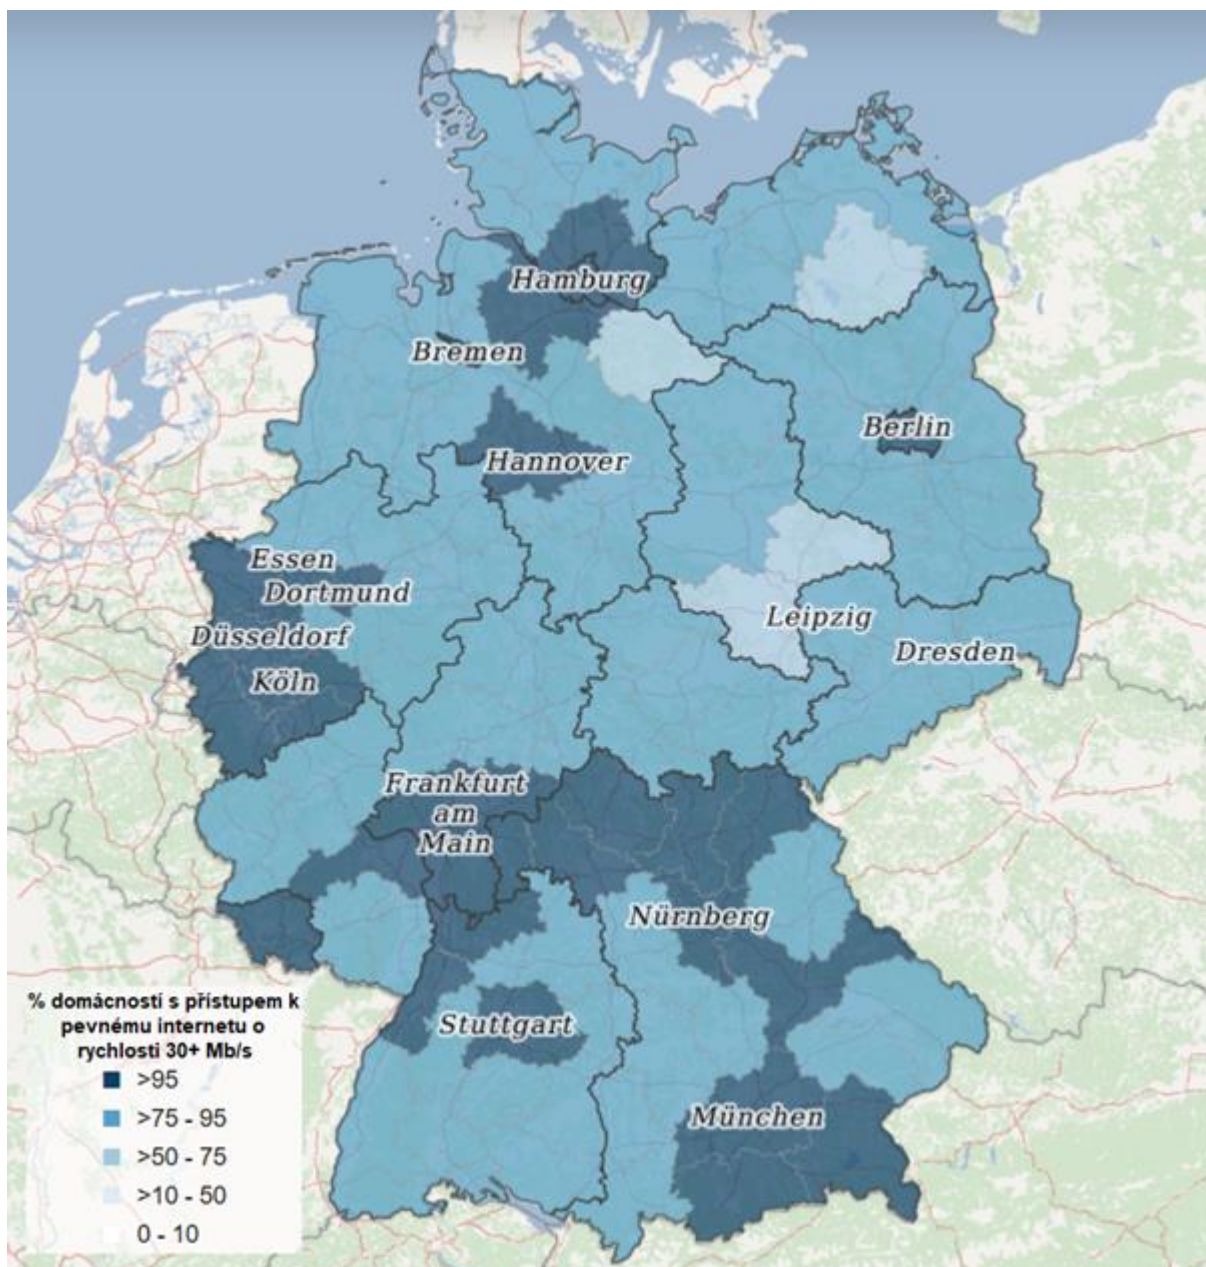 Hamburg
Bremen
Berlin
Hannover
Essen
Dortmund
Leipzig
Düsseldorf
Dresden
Köln
Frankfurt
am
Main
Nürnberg
Stuttgart
München
% domácností s přístupem k
pevnému internetu o
rychlosti 30+ Mb/s
>95
>75 - 95
>50 - 75
>10 - 50
0 - 10